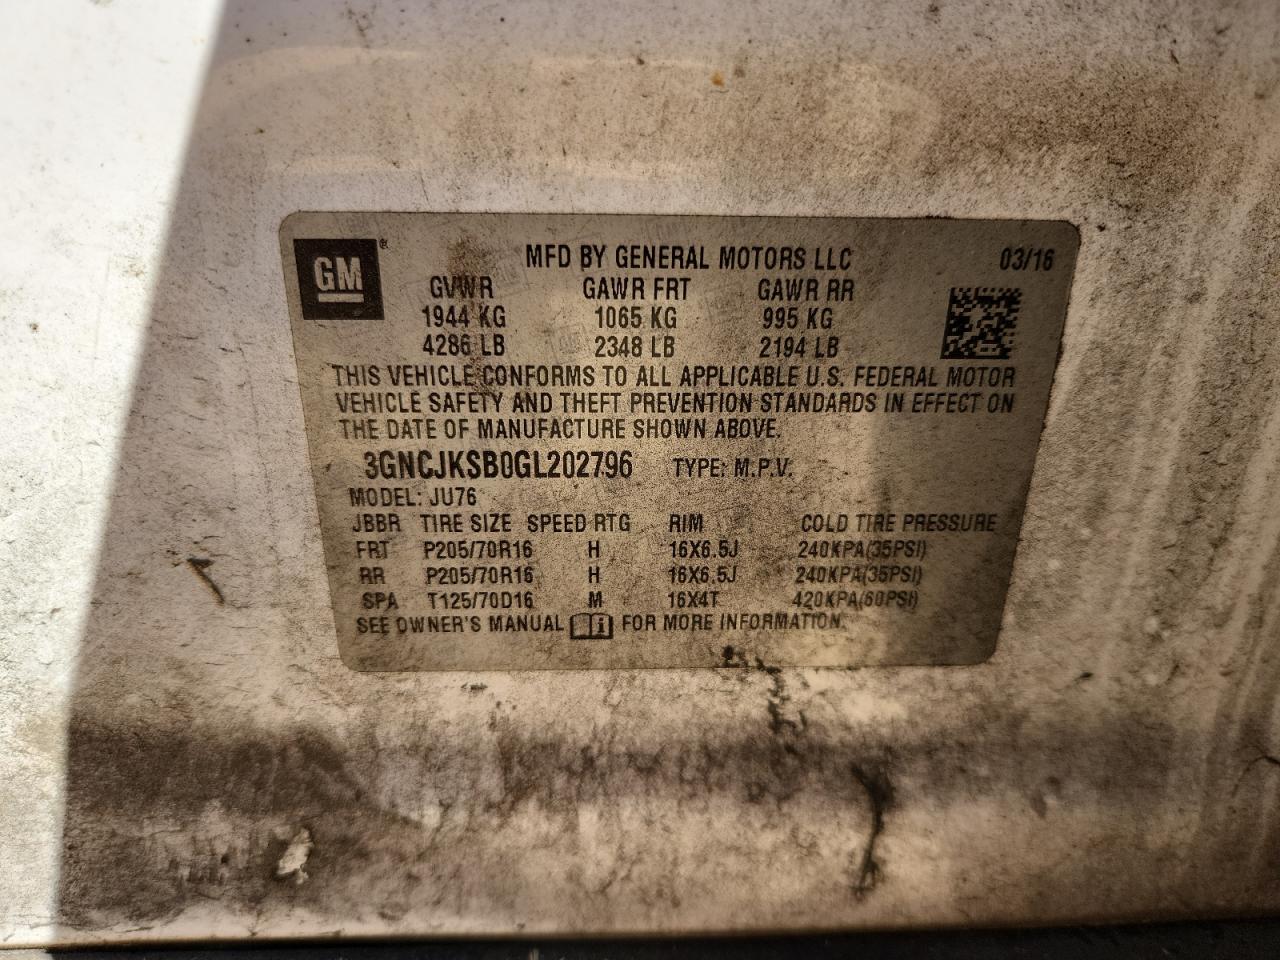 GM®
MFD BY GENERAL MOTORS LLC 03/16
GVWR GAWR FRT GAWR RR
1944 KG 1065 KG 995 KG
4286 LB 2348 LB 2194 LB
THIS VEHICLE CONFORMS TO ALL APPLICABLE U.S. FEDERAL MOTOR
VEHICLE SAFETY AND THEFT PREVENTION STANDARDS IN EFFECT ON
THE DATE OF MANUFACTURE SHOWN ABOVE.
3GNCJKSB0GL202796 TYPE: M.P.V.
MODEL: JU76
JBBR TIRE SIZE SPEED RTG RIM COLD TIRE PRESSURE
FRT P205/70R16 H 16X6.5J 240KPA(35PSI)
RR P205/70R16 H 16X6.5J 240KPA(35PSI)
SPA T125/70D16 M 16X4T 420KPA(60PSI)
SEE OWNER'S MANUAL i FOR MORE INFORMATION.